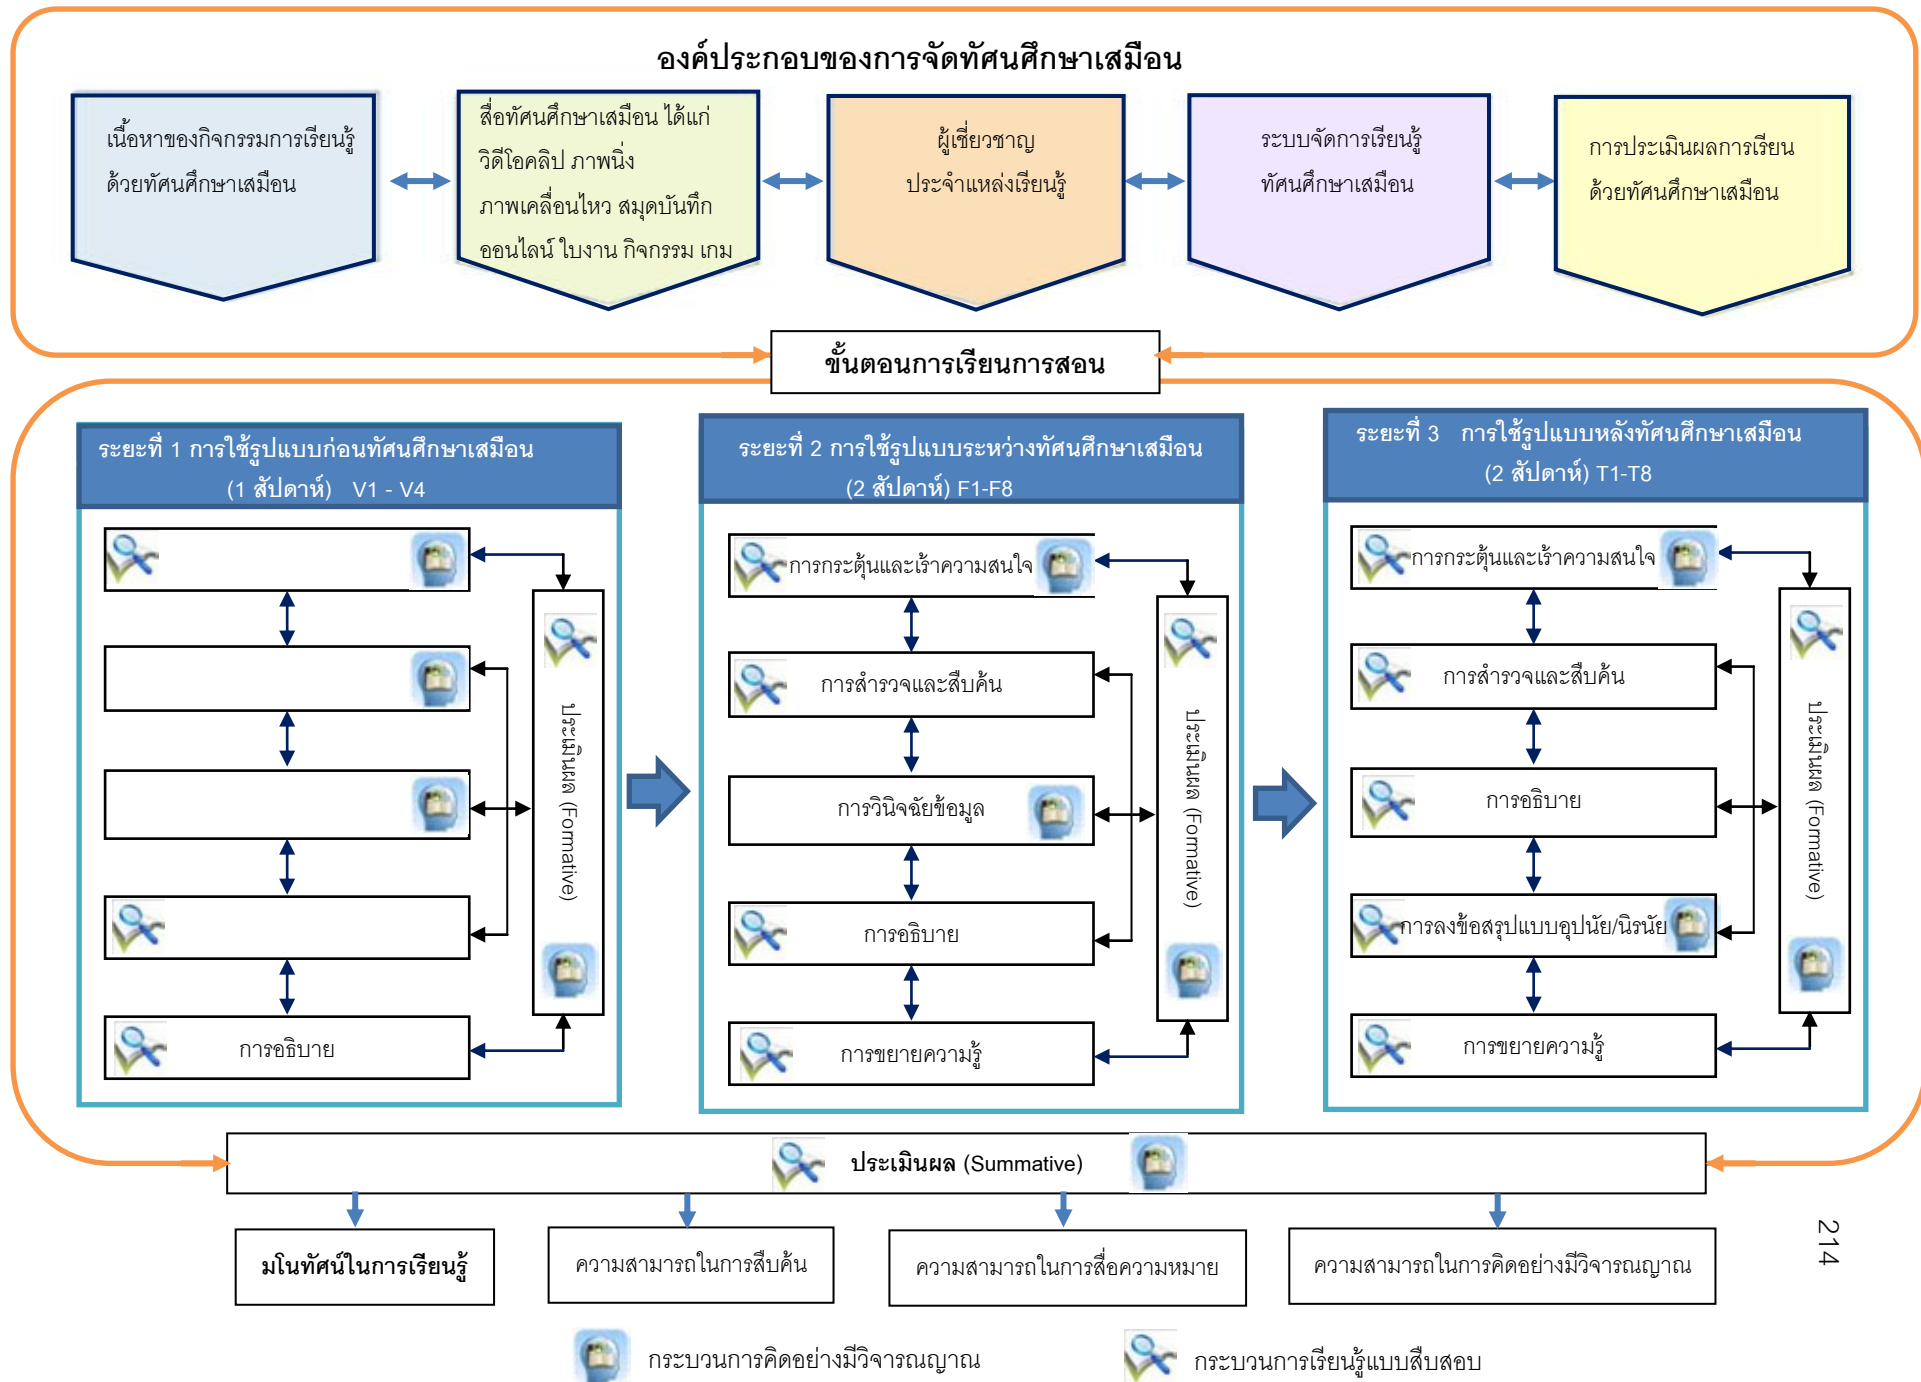 องค์ประกอบของการจัดทัศนศึกษาเสมือน
เนื้อหาของกิจกรรมการเรียนรู้
ด้วยทัศนศึกษาเสมือน
สื่อทัศนศึกษาเสมือน ได้แก่
วิดีโอคลิป ภาพนิ่ง
ภาพเคลื่อนไหว สมุดบันทึก
ออนไลน์ ใบงาน กิจกรรม เกม
ผู้เชี่ยวชาญ
ประจำแหล่งเรียนรู้
ระบบจัดการเรียนรู้
ทัศนศึกษาเสมือน
การประเมินผลการเรียน
ด้วยทัศนศึกษาเสมือน
ขั้นตอนการเรียนการสอน
ระยะที่ 1 การใช้รูปแบบก่อนทัศนศึกษาเสมือน
(1 สัปดาห์) V1 - V4
การอธิบาย
ประเมินผล (Formative)
ระยะที่ 2 การใช้รูปแบบระหว่างทัศนศึกษาเสมือน
(2 สัปดาห์) F1-F8
การกระตุ้นและเร้าความสนใจ
การสำรวจและสืบค้น
การวินิจฉัยข้อมูล
การอธิบาย
การขยายความรู้
ประเมินผล (Formative)
ระยะที่ 3 การใช้รูปแบบหลังทัศนศึกษาเสมือน
(2 สัปดาห์) T1-T8
การกระตุ้นและเร้าความสนใจ
การสำรวจและสืบค้น
การอธิบาย
การลงข้อสรุปแบบอุปนัย/นิรนัย
การขยายความรู้
ประเมินผล (Formative)
ประเมินผล (Summative)
มโนทัศน์ในการเรียนรู้
ความสามารถในการสืบค้น
ความสามารถในการสื่อความหมาย
ความสามารถในการคิดอย่างมีวิจารณญาณ
214
กระบวนการคิดอย่างมีวิจารณญาณ
กระบวนการเรียนรู้แบบสืบสอบ